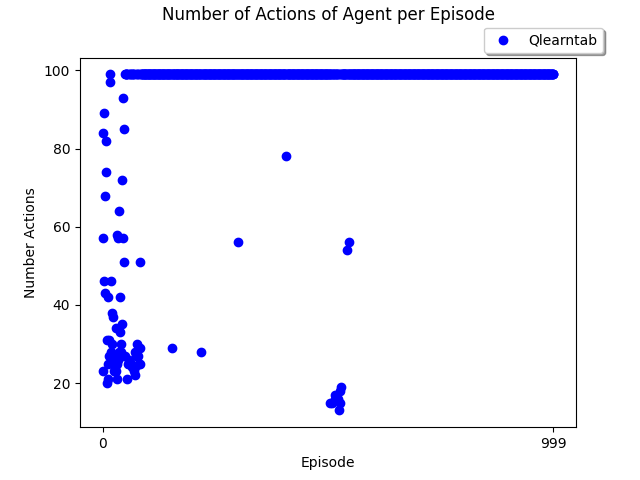 Number of Actions of Agent per Episode
Qlearntab
100
80
60
40
20
Number Actions
0
999
Episode